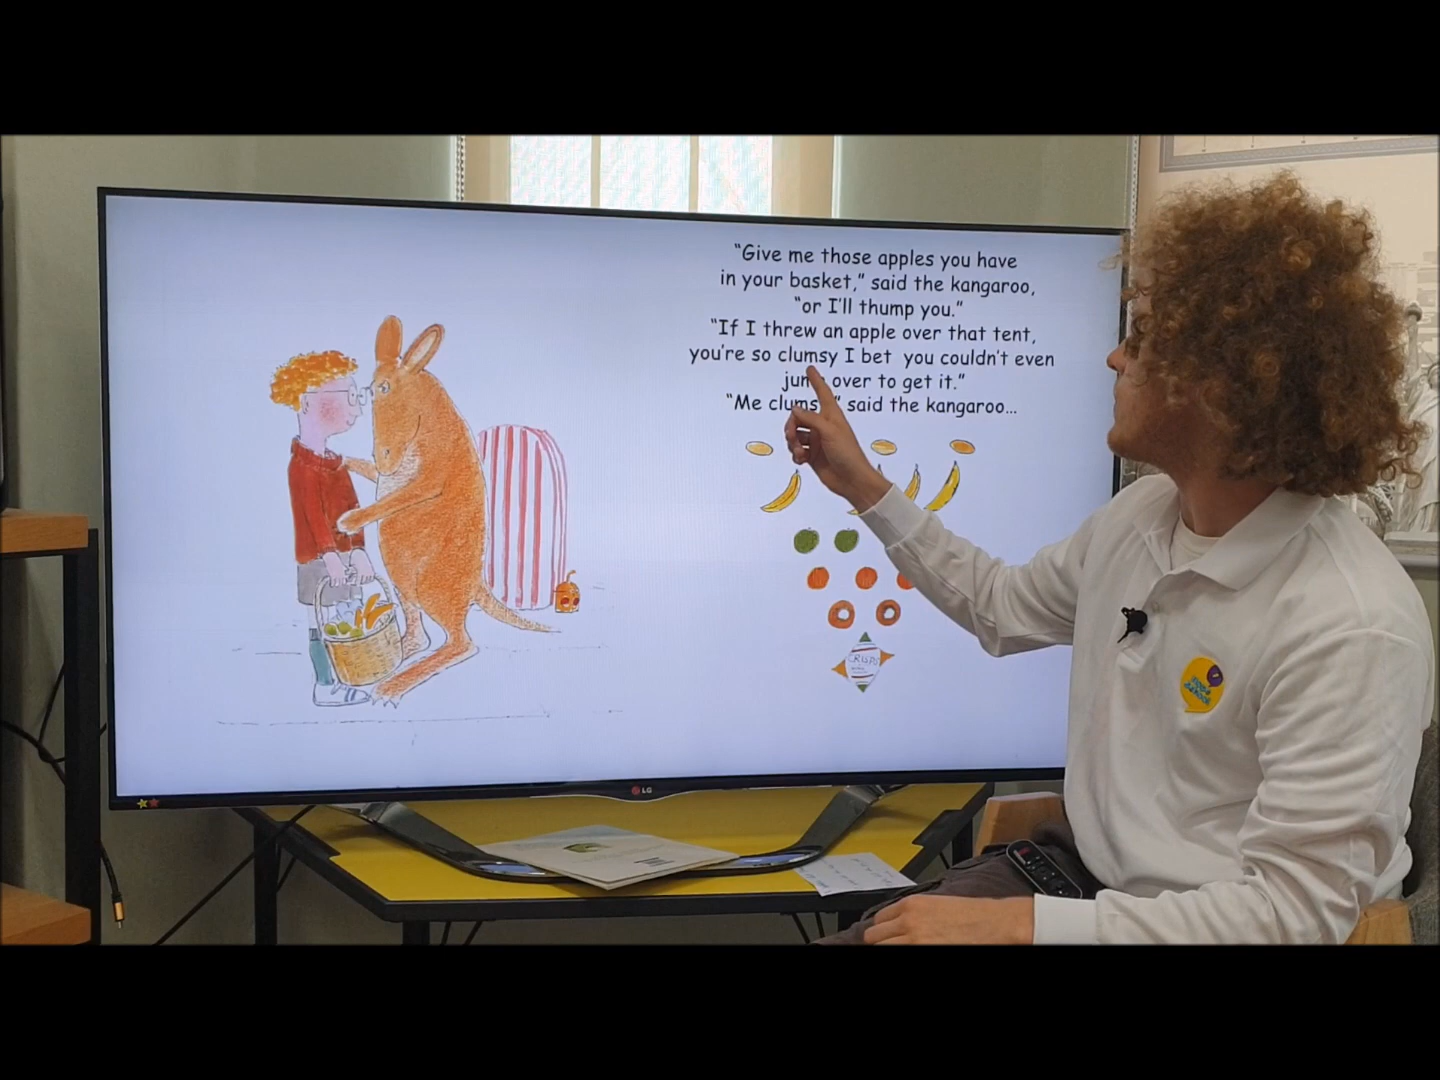 “Give me those apples you have
in your basket,” said the kangaroo,
“or I’ll thump you.”
“If I threw an apple over that tent,
you’re so clumsy I bet you couldn’t even
over to get it.”
“Me said the kangaroo...
CRISPS
LG